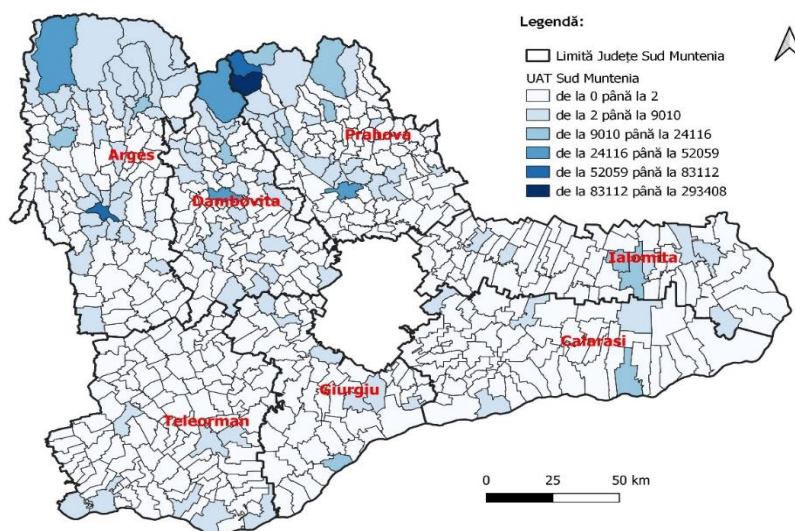 Legendă:
Limită Județe Sud Muntenia
UAT Sud Muntenia
de la 0 până la 2
de la 2 până la 9010
de la 9010 până la 24116
de la 24116 până la 52059
de la 52059 până la 83112
de la 83112 până la 293408
Prahova
Arges
Dambovita
Ialomita
Calarasi
Giurgiu
Teleorman
0 25 50 km